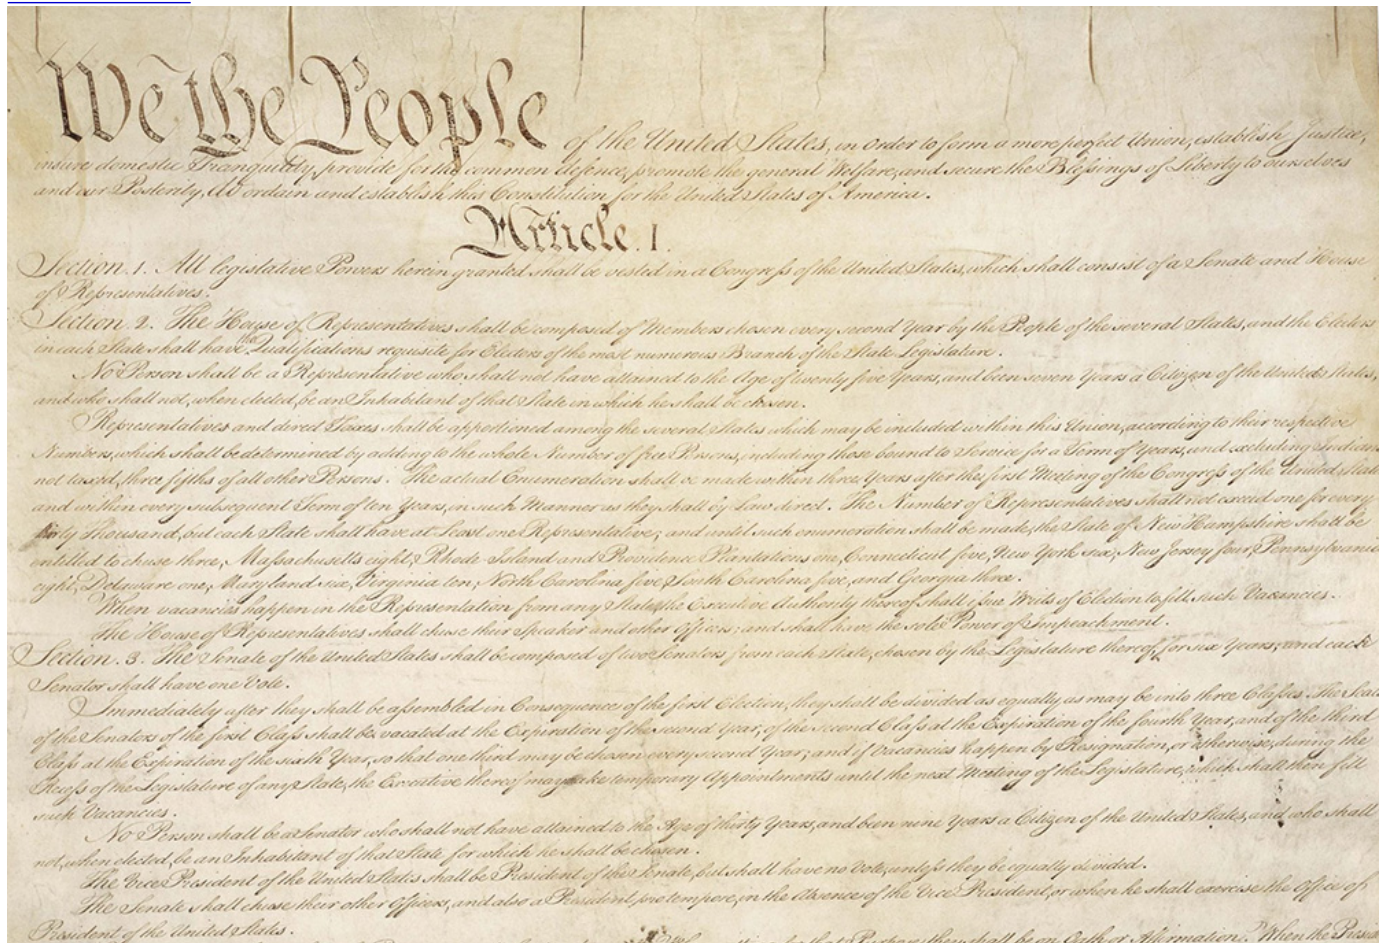 We the People of the United States, in Order to form a more perfect Union, establish Justice,
insure domestic Tranquility, provide for the common defence, promote the general Welfare, and secure the Blessings of Liberty to ourselves
and our Posterity, do ordain and establish this Constitution for the United States of America.
Article. I.
Section. 1. All legislative Powers herein granted shall be vested in a Congress of the United States, which shall consist of a Senate and House
of Representatives.
Section. 2. The House of Representatives shall be composed of Members chosen every second Year by the People of the several States, and the Electors
in each State shall have the Qualifications requisite for Electors of the most numerous Branch of the State Legislature.
No Person shall be a Representative who shall not have attained to the Age of twenty five Years, and been seven Years a Citizen of the United States,
and who shall not, when elected, be an Inhabitant of that State in which he shall be chosen.
Representatives and direct Taxes shall be apportioned among the several States which may be included within this Union, according to their respective
Numbers, which shall be determined by adding to the whole Number of free Persons, including those bound to Service for a Term of Years, and excluding Indians
not taxed, three fifths of all other Persons. The actual Enumeration shall be made within three Years after the first Meeting of the Congress of the United States
and within every subsequent Term of ten Years, in such Manner as they shall by Law direct. The Number of Representatives shall not exceed one for every
thirty Thousand, but each State shall have at Least one Representative; and until such enumeration shall be made, the State of New Hampshire shall be
entitled to chuse three, Massachusetts eight, Rhode Island and Providence Plantations one, Connecticut five, New York six, New Jersey four, Pennsylvania
eight, Delaware one, Maryland six, Virginia ten, North Carolina five, South Carolina five, and Georgia three.
When vacancies happen in the Representation from any State, the Executive Authority thereof shall issue Writs of Election to fill such Vacancies.
The House of Representatives shall chuse their Speaker and other Officers; and shall have the sole Power of Impeachment.
Section. 3. The Senate of the United States shall be composed of two Senators from each State, chosen by the Legislature thereof, for six Years; and each
Senator shall have one Vote.
Immediately after they shall be assembled in Consequence of the first Election, they shall be divided as equally as may be into three Classes. The Seats
of the Senators of the first Class shall be vacated at the Expiration of the second Year, of the second Class at the Expiration of the fourth Year, and of the third
Class at the Expiration of the sixth Year, so that one third may be chosen every second Year; and if Vacancies happen by Resignation, or otherwise, during the
Recess of the Legislature of any State, the Executive thereof may make temporary Appointments until the next Meeting of the Legislature, which shall then fill
such Vacancies.
No Person shall be a Senator who shall not have attained to the Age of thirty Years, and been nine Years a Citizen of the United States, and who shall
not, when elected, be an Inhabitant of that State for which he shall be chosen.
The Vice President of the United States shall be President of the Senate, but shall have no Vote, unless they be equally divided.
The Senate shall chuse their other Officers, and also a President pro tempore, in the Absence of the Vice President, or when he shall exercise the Office of
President of the United States.
they shall be on Oath or Affirmation. When the